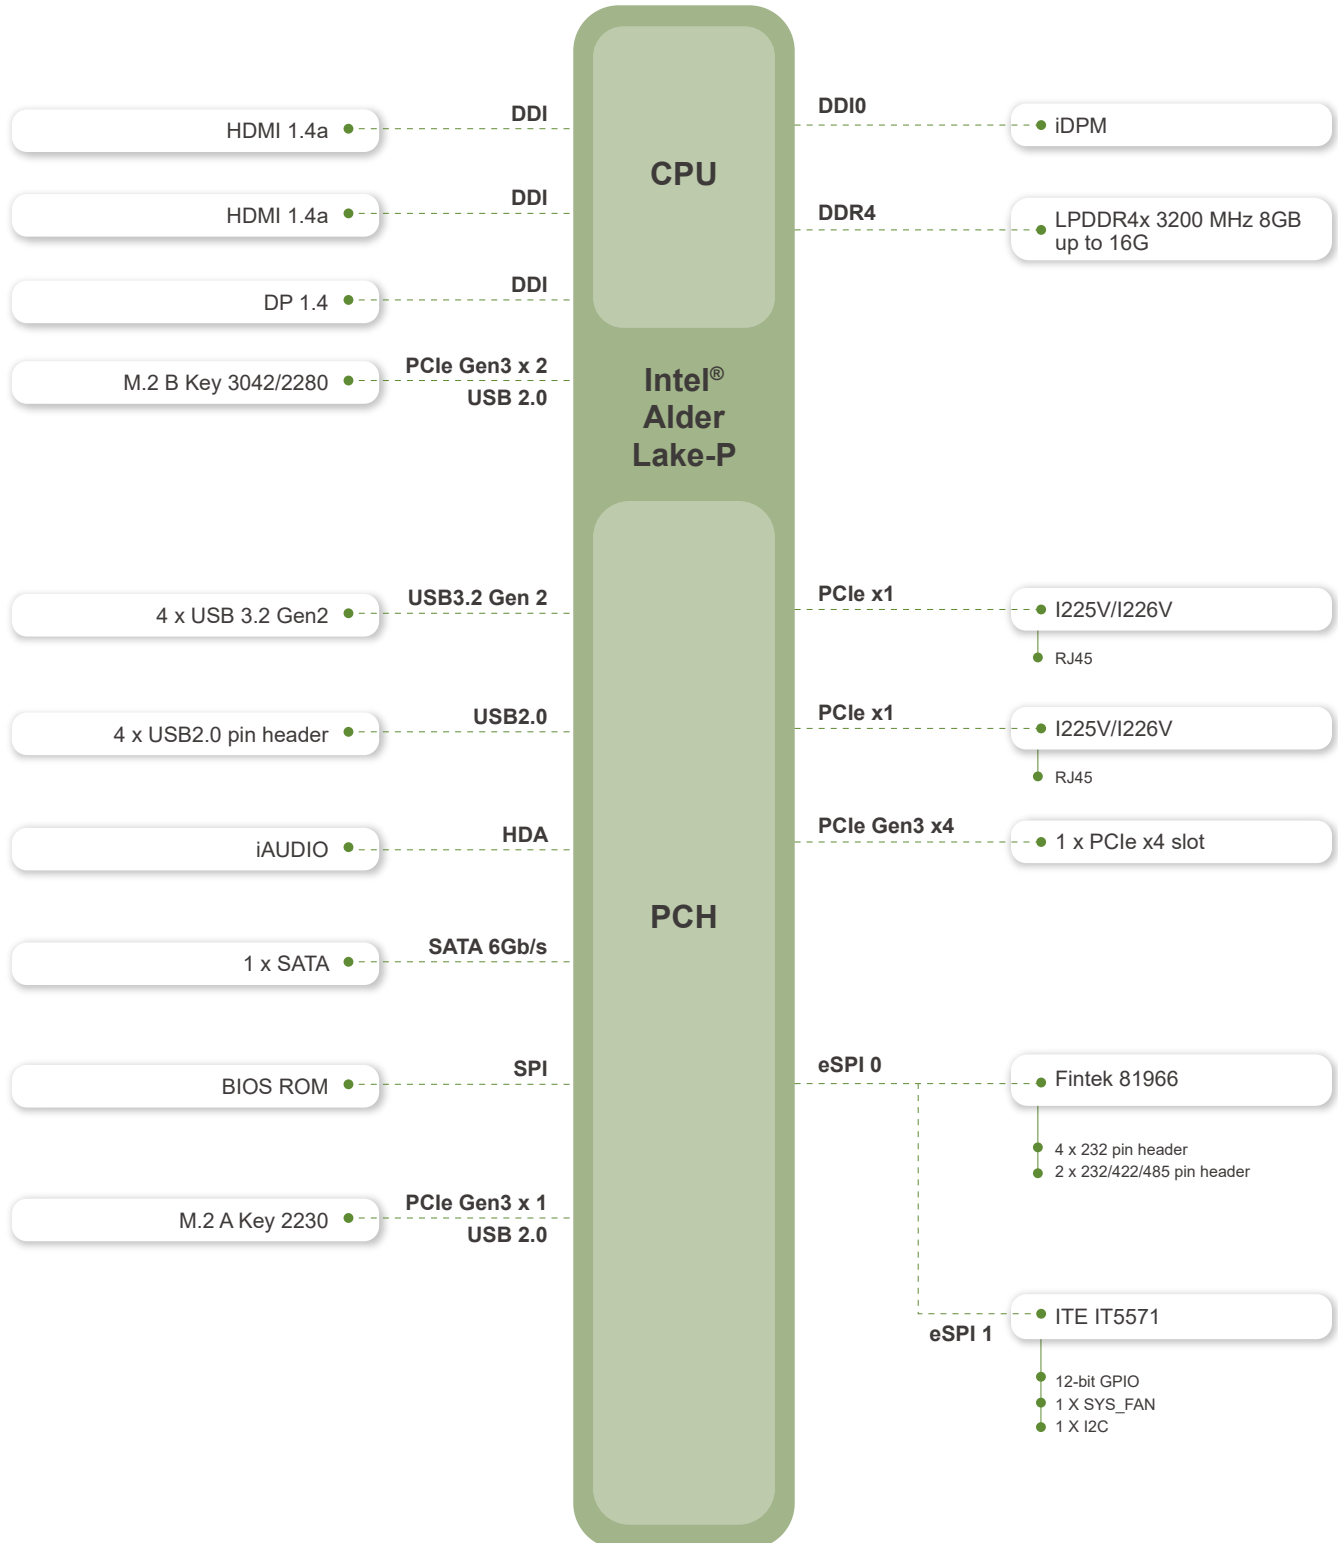 DDI
HDMI 1.4a
DDI
HDMI 1.4a
DDI
DP 1.4
PCIe Gen3 x 2
M.2 B Key 3042/2280
USB 2.0
USB3.2 Gen 2
4 x USB 3.2 Gen2
USB2.0
4 x USB2.0 pin header
HDA
iAUDIO
SATA 6Gb/s
1 x SATA
SPI
BIOS ROM
PCIe Gen3 x 1
M.2 A Key 2230
USB 2.0
CPU
Intel®
Alder
Lake-P
PCH
DDI0
iDPM
DDR4
LPDDR4x 3200 MHz 8GB
up to 16G
PCIe x1
I225V/I226V
RJ45
PCIe x1
I225V/I226V
RJ45
PCIe Gen3 x4
1 x PCIe x4 slot
eSPI 0
Fintek 81966
4 x 232 pin header
2 x 232/422/485 pin header
ITE IT5571
eSPI 1
12-bit GPIO
1 X SYS_FAN
1 X I2C